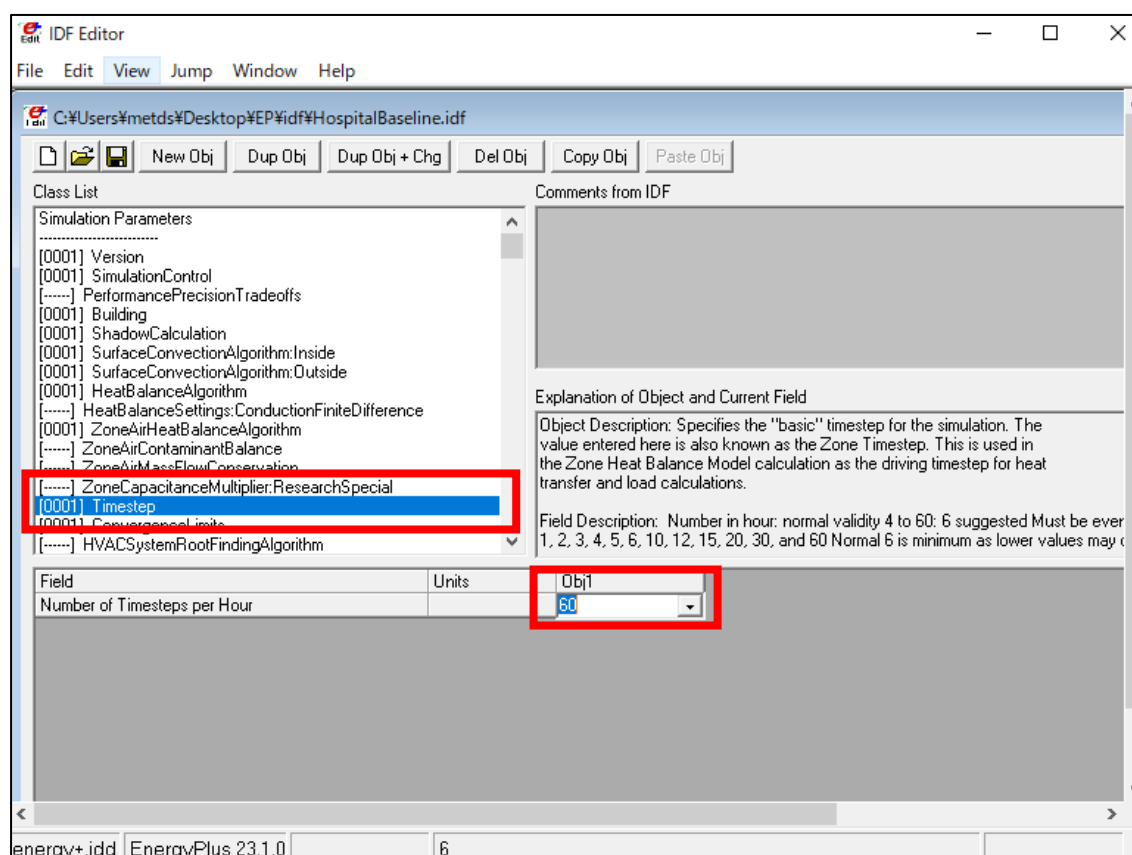 IDF Editor
File Edit View Jump Window Help
C:¥Users¥metds¥Desktop¥EP¥idf¥HospitalBaseline.idf
New Obj Dup Obj Dup Obj + Chg Del Obj Copy Obj Paste Obj
Class List
Simulation Parameters
--------------------------
[0001] Version
[0001] SimulationControl
[------] PerformancePrecisionTradeoffs
[0001] Building
[0001] ShadowCalculation
[0001] SurfaceConvectionAlgorithm:Inside
[0001] SurfaceConvectionAlgorithm:Outside
[0001] HeatBalanceAlgorithm
[------] HeatBalanceSettings:ConductionFiniteDifference
[0001] ZoneAirHeatBalanceAlgorithm
[------] ZoneAirContaminantBalance
[------] ZoneAirMassFlowConservation
[------] ZoneCapacitanceMultiplier:ResearchSpecial
[0001] Timestep
[0001] ConvergenceLimits
[------] HVACSystemRootFindingAlgorithm
Comments from IDF
Explanation of Object and Current Field
Object Description: Specifies the "basic" timestep for the simulation. The
value entered here is also known as the Zone Timestep. This is used in
the Zone Heat Balance Model calculation as the driving timestep for heat
transfer and load calculations.
Field Description: Number in hour: normal validity 4 to 60: 6 suggested Must be ever
1, 2, 3, 4, 5, 6, 10, 12, 15, 20, 30, and 60 Normal 6 is minimum as lower values may
Field Units Obj1
Number of Timesteps per Hour 60
energy+.idd EnergyPlus 23.1.0 6